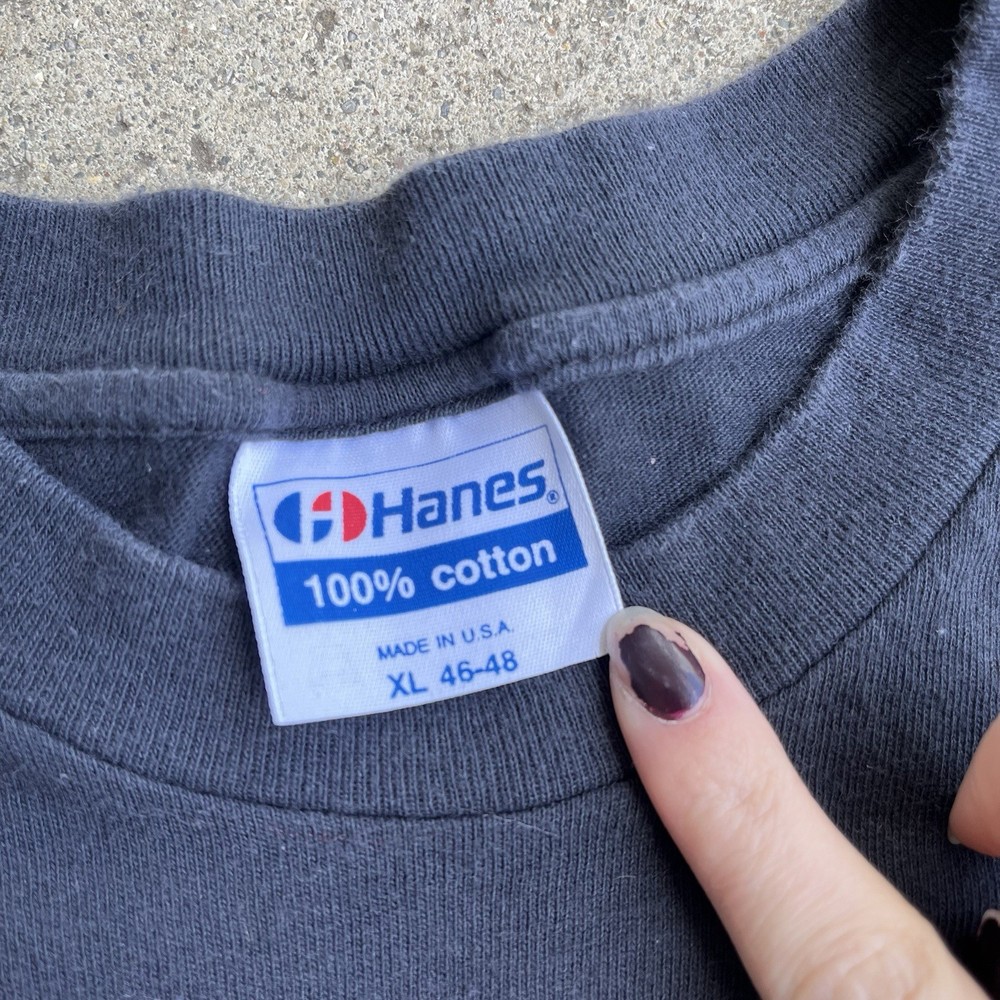 Hanes®
100% cotton
MADE IN U.S.A.
XL 46-48